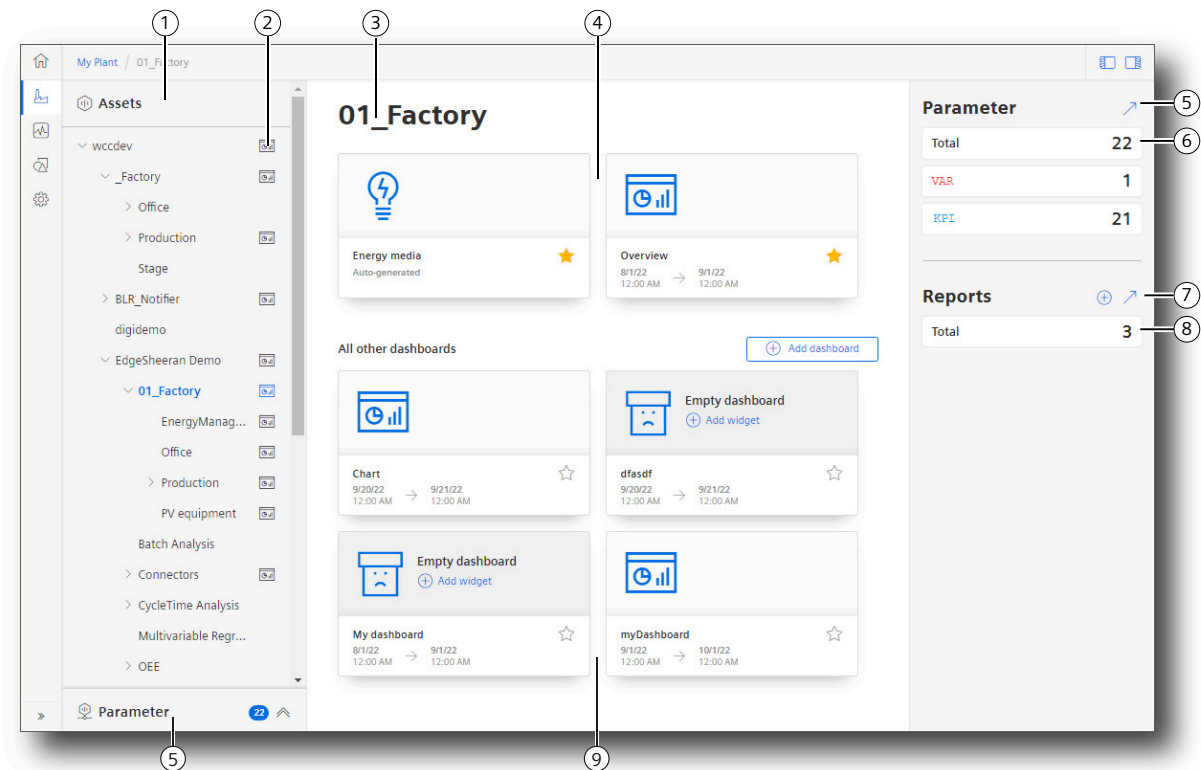 1
2
3
4
My Plant / 01_Factory
Assets
wccdev
_Factory
Office
Production
Stage
BLR_Notifier
digidemo
EdgeSheeran Demo
01_Factory
EnergyManag...
Office
Production
PV equipment
Batch Analysis
Connectors
CycleTime Analysis
Multivariable Regr...
OEE
Parameter 22
5
01_Factory
Energy media
Auto-generated
Overview
8/1/22 → 9/1/22
12:00 AM 12:00 AM
All other dashboards
Add dashboard
Chart
9/20/22 → 9/21/22
12:00 AM 12:00 AM
Empty dashboard
Add widget
dfasdf
9/20/22 → 9/21/22
12:00 AM 12:00 AM
Empty dashboard
Add widget
My dashboard
8/1/22 → 9/1/22
12:00 AM 12:00 AM
myDashboard
9/1/22 → 10/1/22
12:00 AM 12:00 AM
9
Parameter
5
Total 22
6
VAR 1
KPI 21
Reports
7
Total 3
8